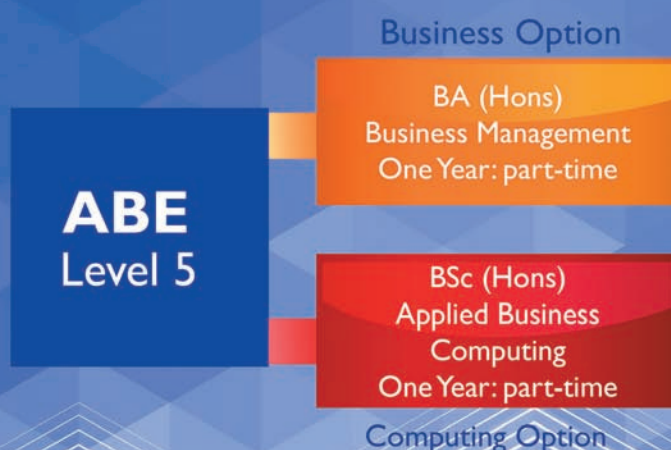 Business Option
BA (Hons)
Business Management
One Year: part-time
ABE
Level 5
BSc (Hons)
Applied Business
Computing
One Year: part-time
Computing Option